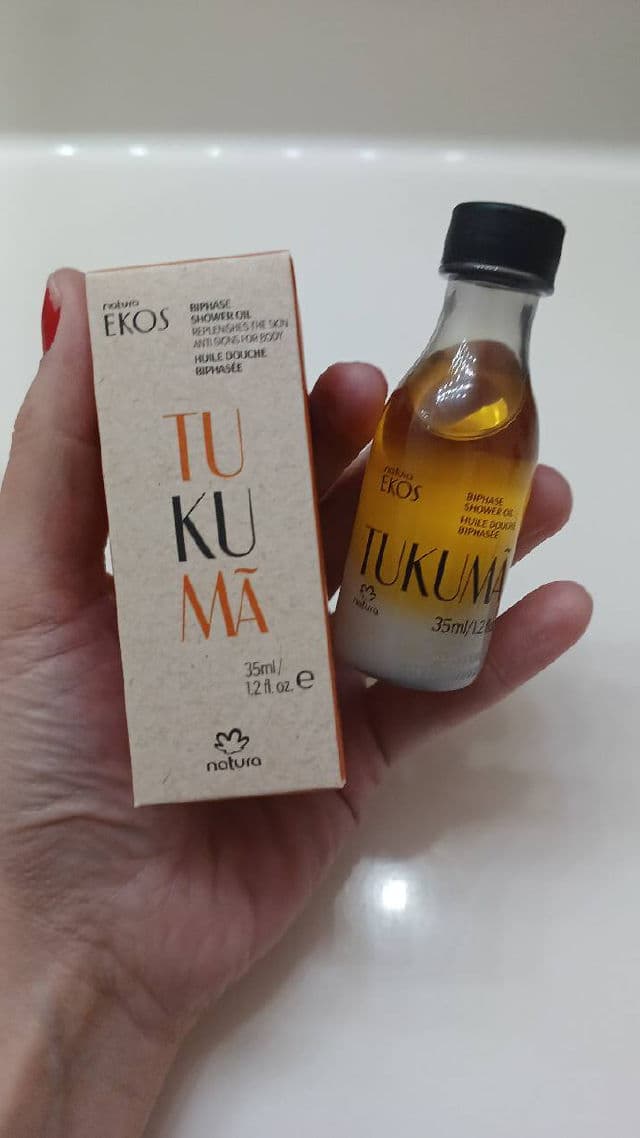 natura
EKOS
BIPHASE
SHOWER OIL
REPLENISHES THE SKIN
ANTI SIGNS FOR BODY
HUILE DOUCHE
BIPHASÉE
TU
KU
MÃ
35ml/
1.2 fl. oz. e
natura
natura
EKOS
BIPHASE
SHOWER OIL
HUILE DOUCHE
BIPHASÉE
TUKUMÃ
natura
35ml/1.2 fl